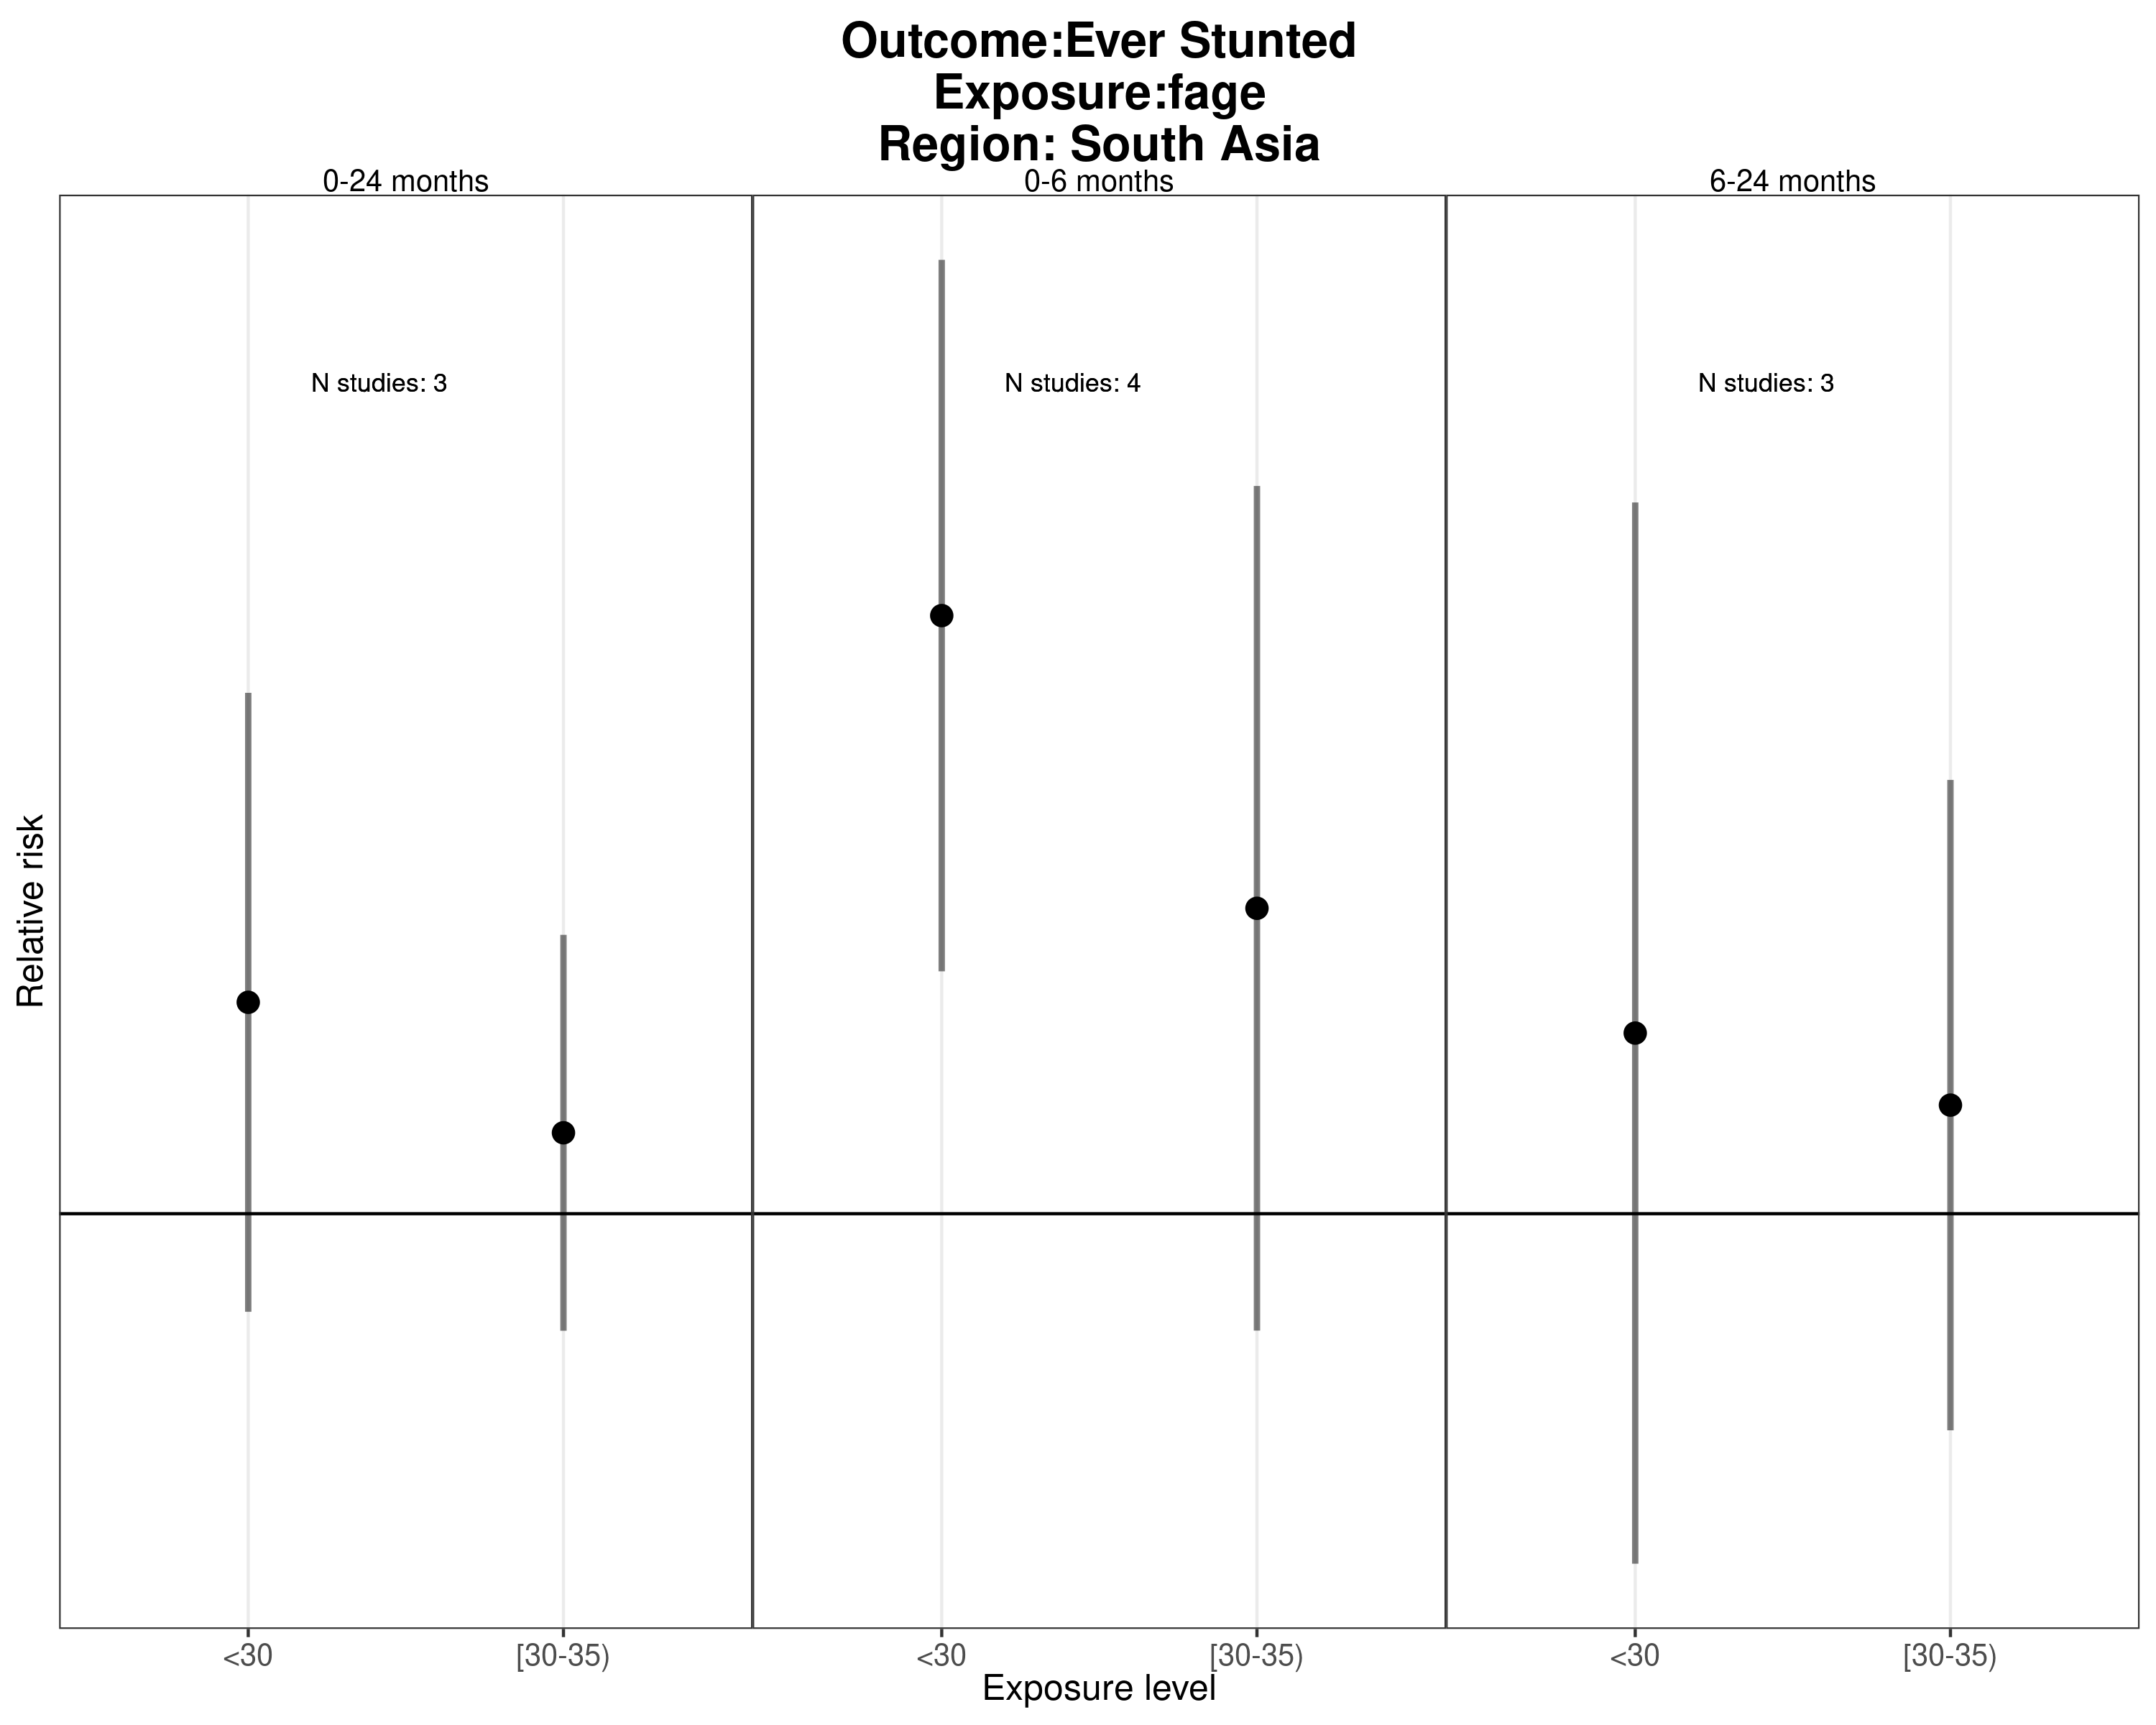 Outcome:Ever Stunted
Exposure:fage
Region: South Asia
0-24 months
0-6 months
6-24 months
N studies: 3
N studies: 4
N studies: 3
Relative risk
<30
[30-35)
<30
[30-35)
<30
[30-35)
Exposure level